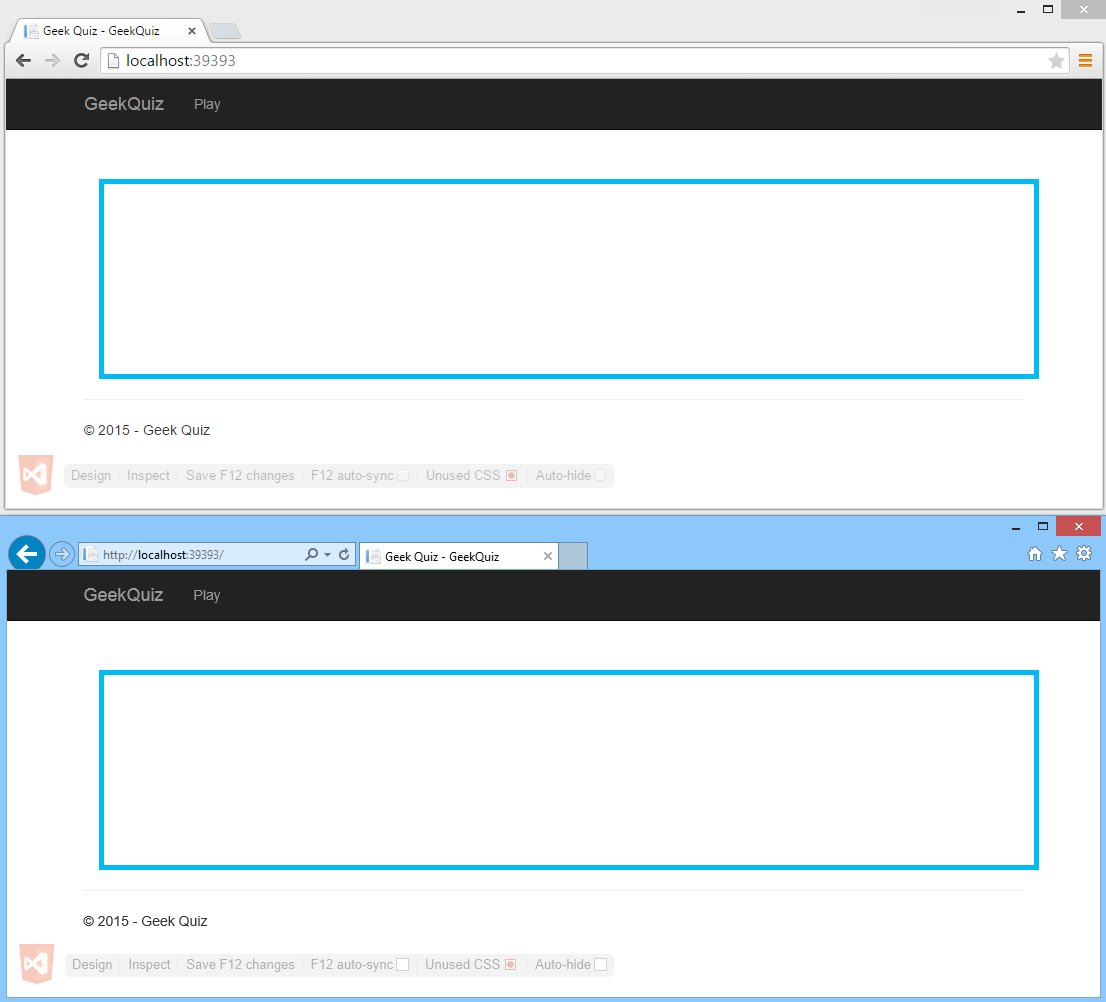 Geek Quiz - GeekQuiz
localhost:39393
GeekQuiz Play
© 2015 - Geek Quiz
Design Inspect Save F12 changes F12 auto-sync Unused CSS Auto-hide
http://localhost:39393/ Geek Quiz - GeekQuiz
GeekQuiz Play
© 2015 - Geek Quiz
Design Inspect Save F12 changes F12 auto-sync Unused CSS Auto-hide